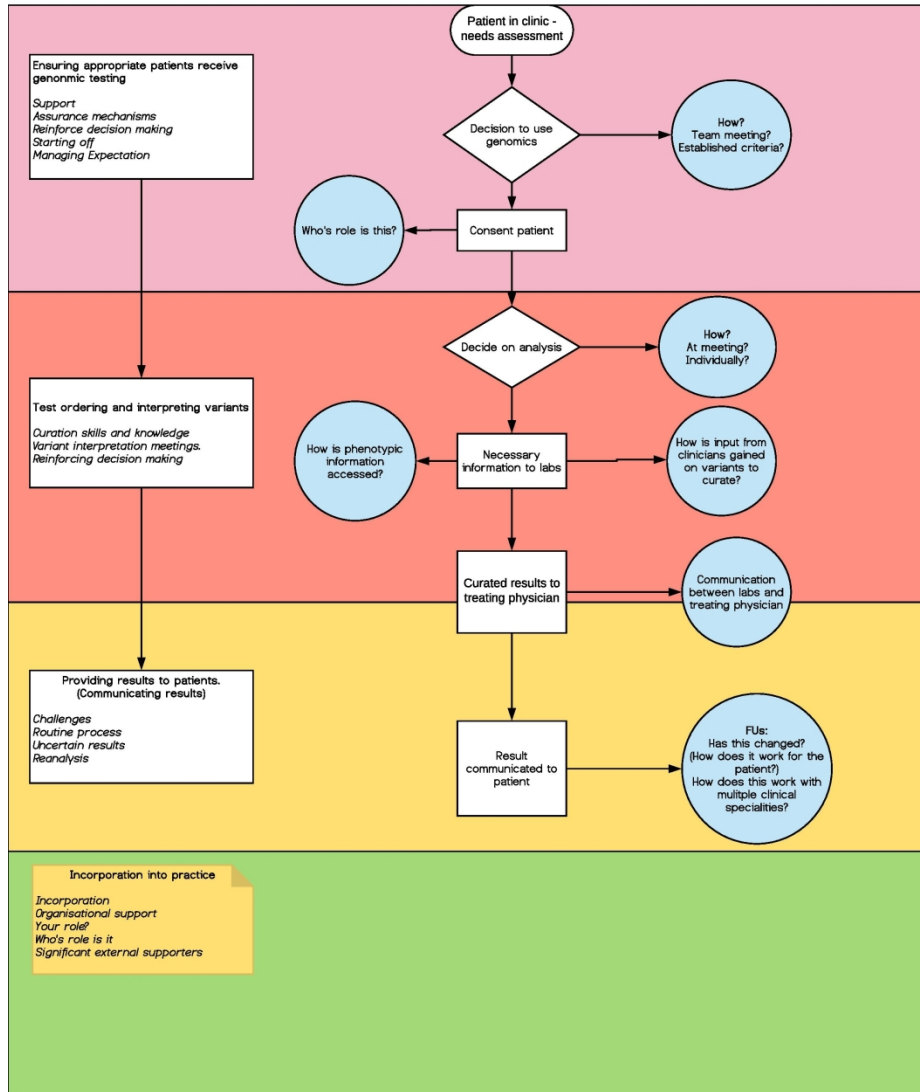 Patient in clinic -
needs assessment
Ensuring appropriate patients receive
genonmic testing
Support
Assurance mechanisms
Reinforce decision making
Starting off
Managing Expectation
Decision to use
genomics
How?
Team meeting?
Established criteria?
Who's role is this?
Consent patient
Decide on analysis
How?
At meeting?
Individually?
Test ordering and interpreting variants
Curation skills and knowledge
Variant interpretation meetings.
Reinforcing decision making
How is phenotypic
information
accessed?
Necessary
information to labs
How is input from
clinicians gained
on variants to
curate?
Curated results to
treating physician
Communication
between labs and
treating physician
Providing results to patients.
(Communicating results)
Challenges
Routine process
Uncertain results
Reanalysis
Result
communicated to
patient
FUs:
Has this changed?
(How does it work for the
patient?)
How does this work with
mulitple clinical
specialities?
Incorporation into practice
Incorporation
Organisational support
Your role?
Who's role is it
Significant external supporters